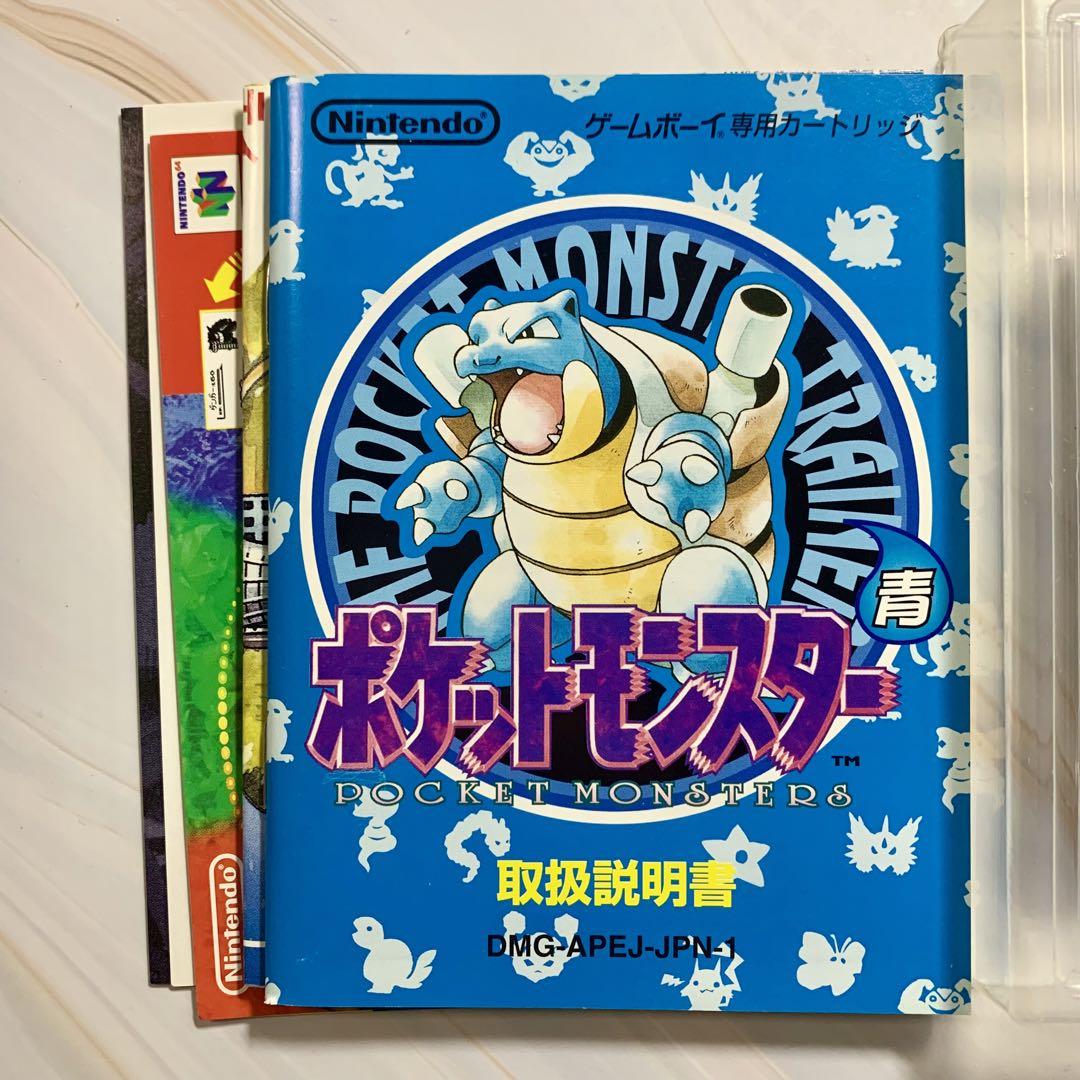 Nintendo®
ゲームボーイ®専用カートリッジ
THE POCKET MONSTER TRAINER
青
ポケットモンスター
TM
POCKET MONSTERS
取扱説明書
DMG-APEJ-JPN-1
NINTENDO 64
Nintendo®